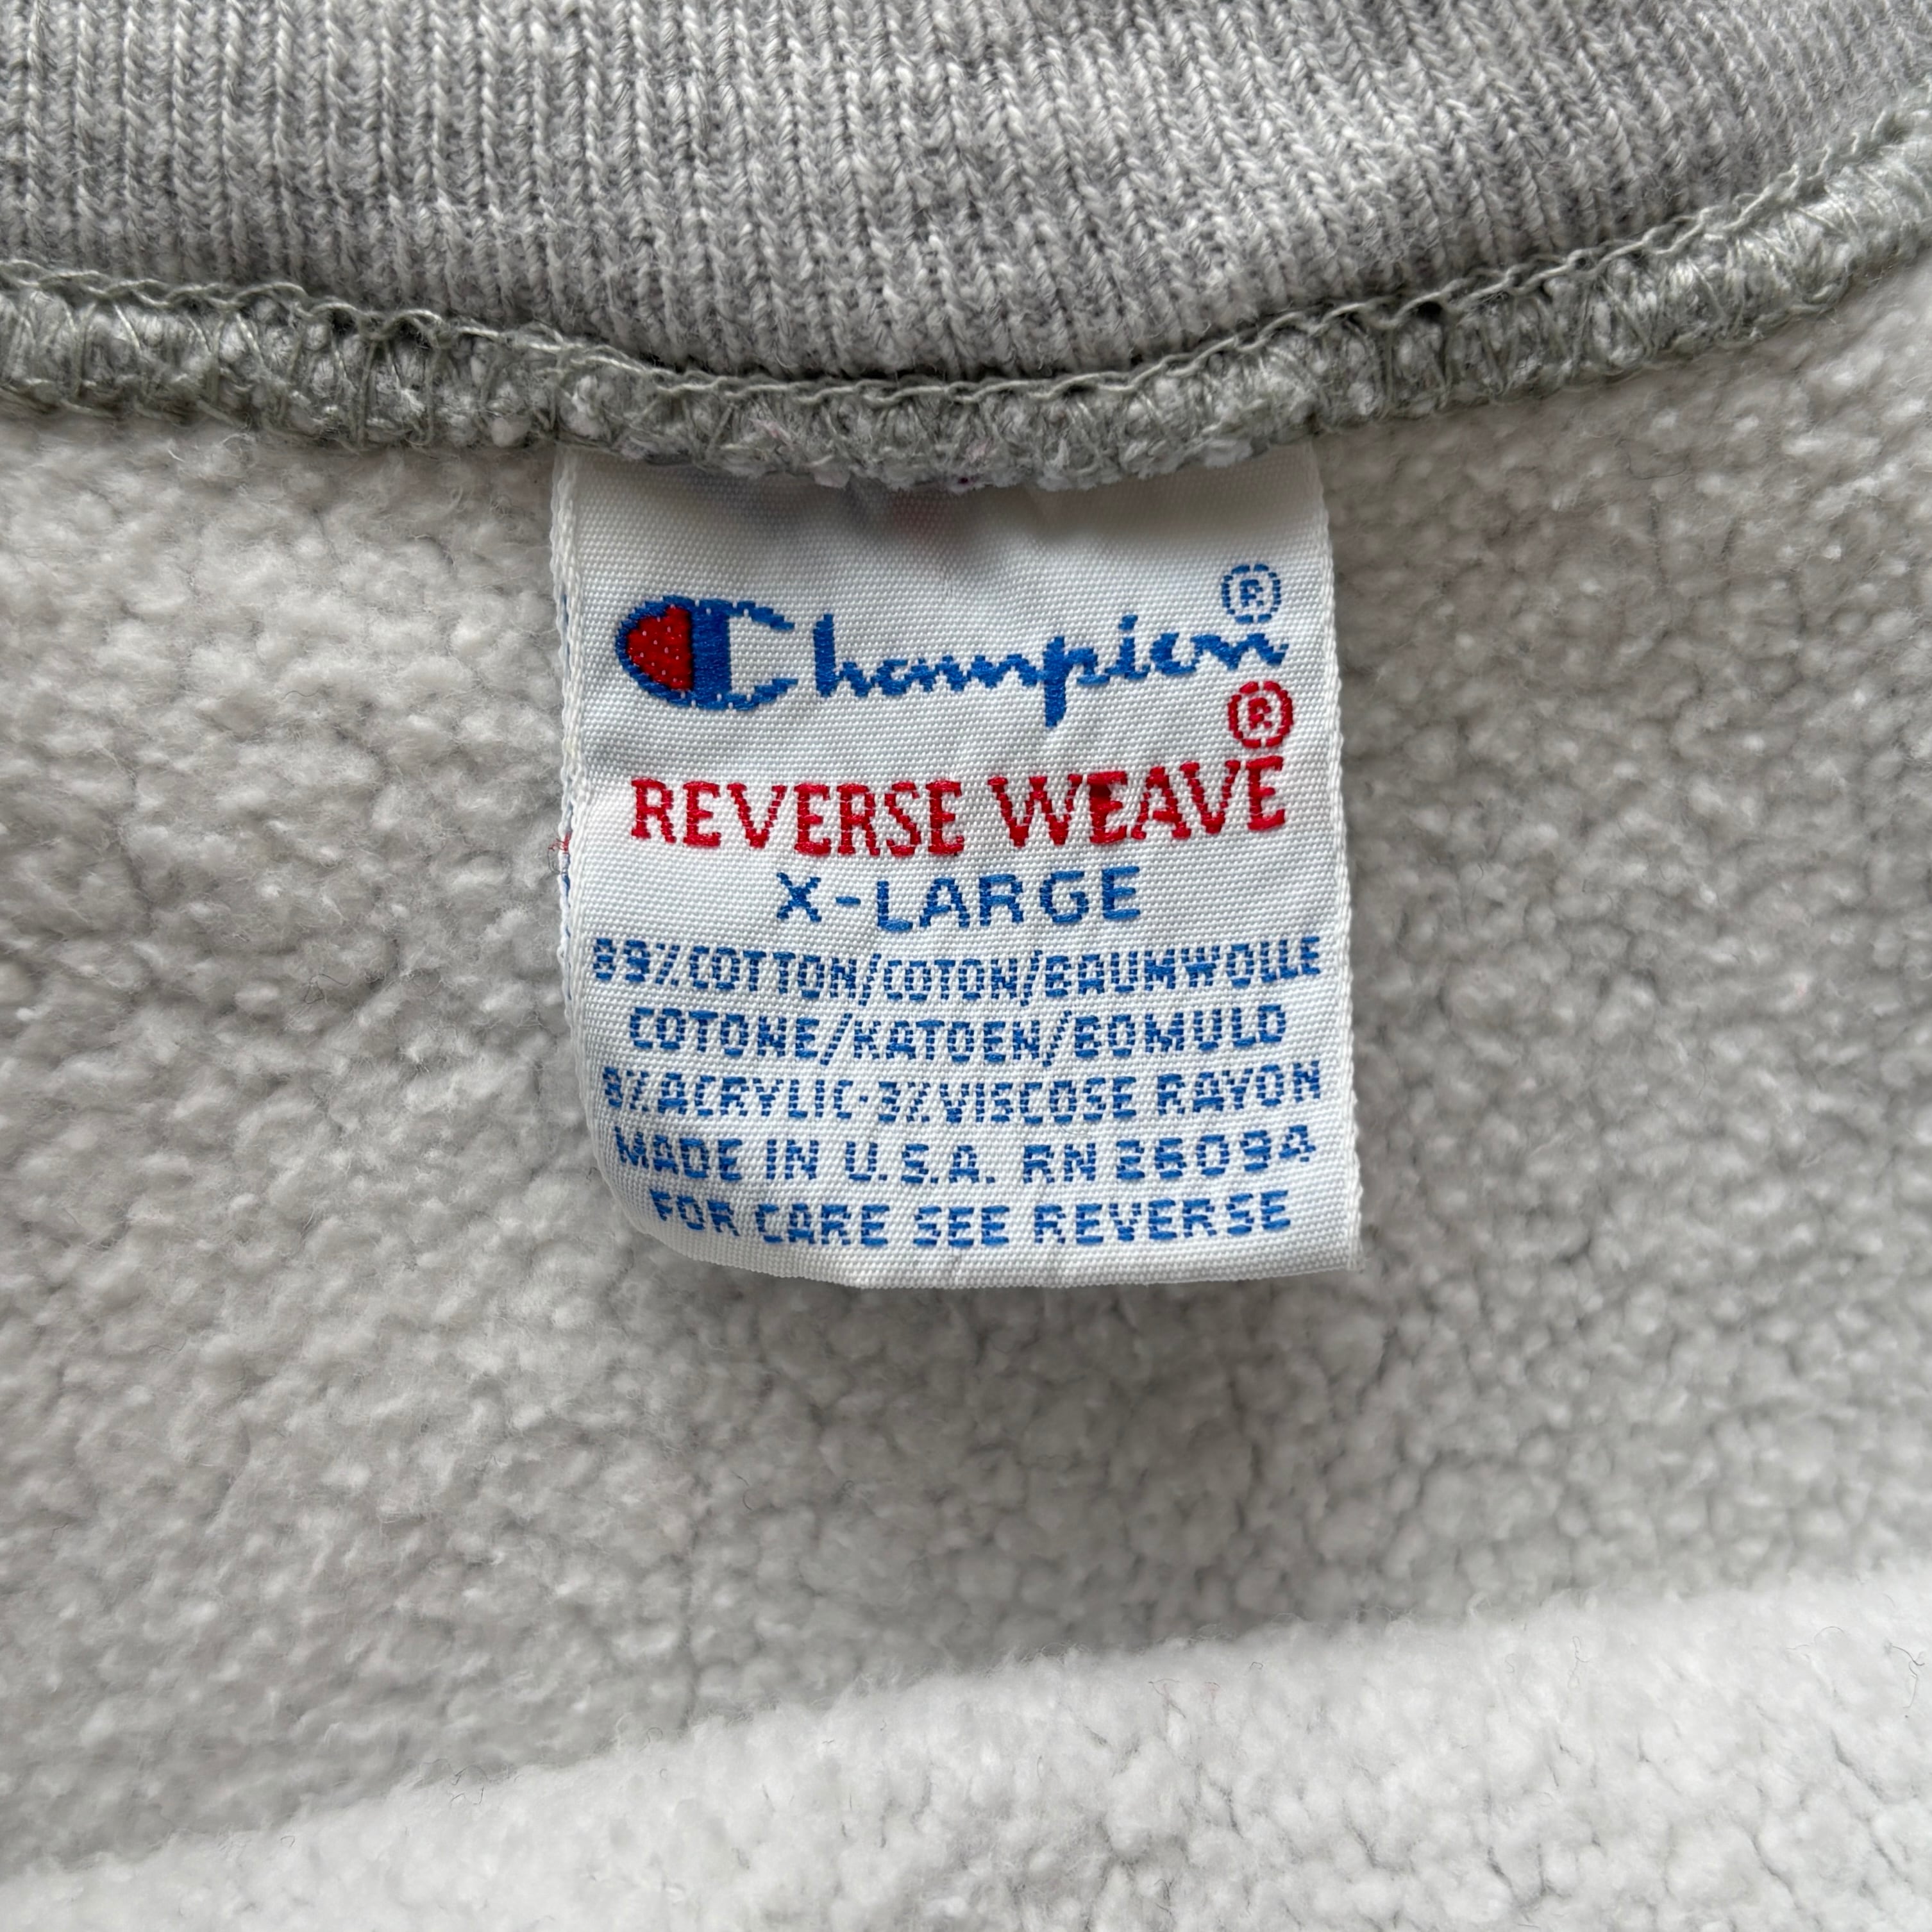 Champion®
REVERSE WEAVE®
X-LARGE
89% COTTON/COTON/BAUMWOLLE
COTONE/KATOEN/BOMULD
8% ACRYLIC-3% VISCOSE RAYON
MADE IN U.S.A. RN 26094
FOR CARE SEE REVERSE